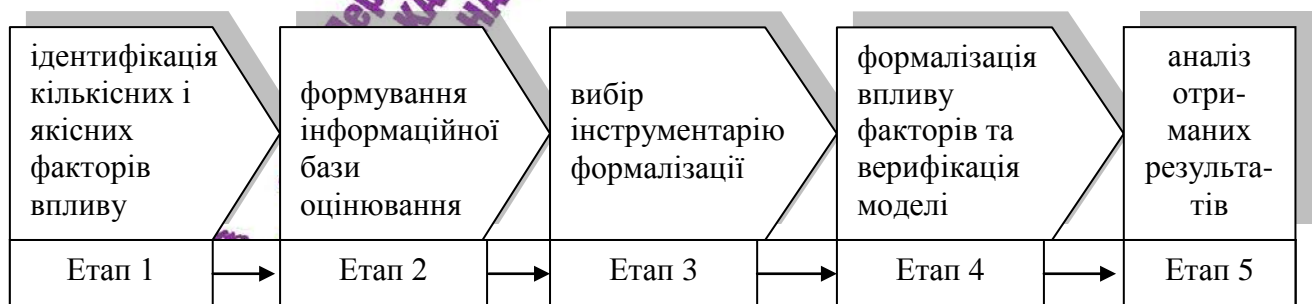 ідентифікація
кількісних і
якісних
факторів
впливу
формування
інформаційної
бази
оцінювання
вибір
інструментарію
формалізації
формалізація
впливу
факторів та
верифікація
моделі
аналіз
отри-
маних
результа-
тів
Етап 1
Етап 2
Етап 3
Етап 4
Етап 5